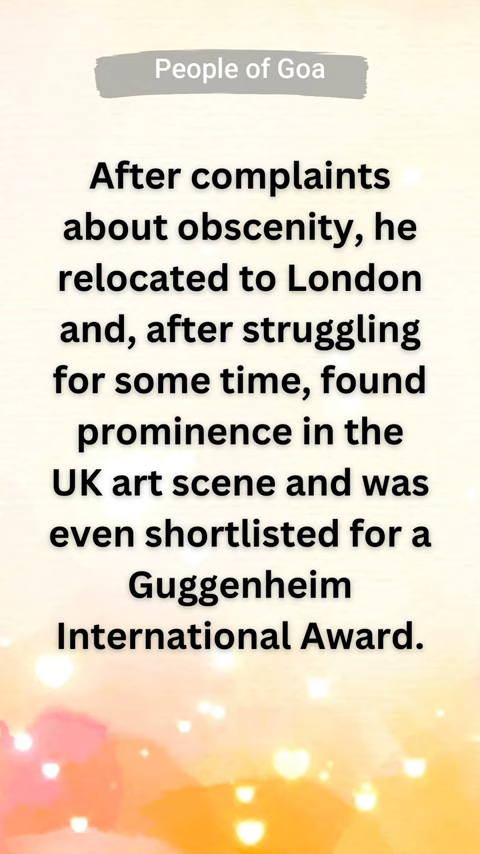 People of Goa
After complaints
about obscenity, he
relocated to London
and, after struggling
for some time, found
prominence in the
UK art scene and was
even shortlisted for a
Guggenheim
International Award.